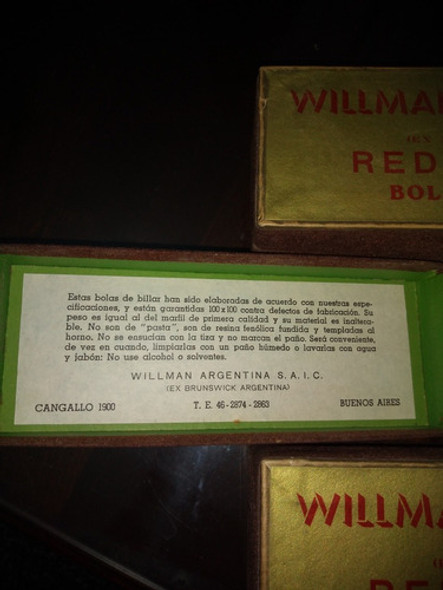 WILLMA
(EX
RED
BOL
Estas bolas de billar han sido elaboradas de acuerdo con nuestras espe-
cificaciones, y están garantidas 100x100 contra defectos de fabricación. Su
peso es igual al del marfil de primera calidad y su material es inaltera-
ble. No son de "pasta", son de resina fenólica fundida y templadas al
horno. No se ensucian con la tiza y no marcan el paño. Será conveniente,
de vez en cuando, limpiarlas con un paño húmedo o lavarlas con agua
y jabón: No use alcohol o solventes.
WILLMAN ARGENTINA S. A. I. C.
(EX BRUNSWICK ARGENTINA)
CANGALLO 1900 T. E. 46-2874-2863 BUENOS AIRES
WILLMA
RED